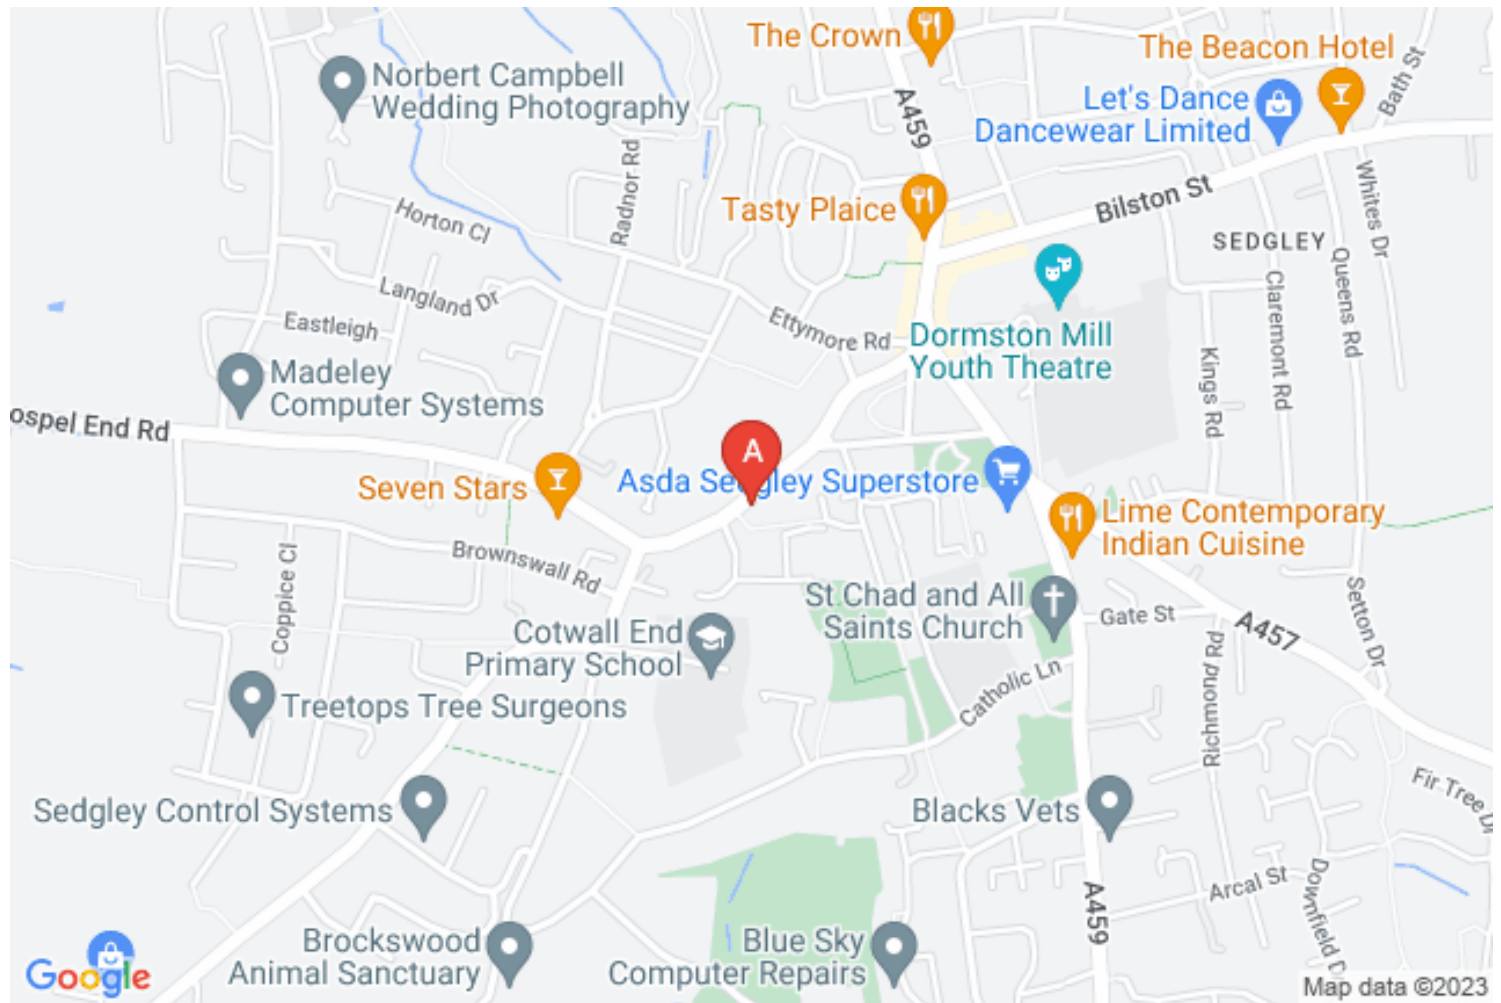 The Crown
The Beacon Hotel
Norbert Campbell
Wedding Photography
A459
Let's Dance
Dancewear Limited
Bath St
Radnor Rd
Horton Cl
Tasty Plaice
Bilston St
Whites Dr
SEDGLEY
Queens Rd
Claremont Rd
Langland Dr
Eastleigh
Ettymore Rd
Dormston Mill
Youth Theatre
Kings Rd
Madeley
Computer Systems
ospel End Rd
A
Seven Stars
Asda Sedgley Superstore
Lime Contemporary
Indian Cuisine
Brownswall Rd
Coppice Cl
St Chad and All
Saints Church
Gate St
A457
Setton Dr
Cotwall End
Primary School
Richmond Rd
Catholic Ln
Treetops Tree Surgeons
Sedgley Control Systems
Blacks Vets
Fir Tree Dr
Arcal St
Downfield D
A459
Brockswood
Animal Sanctuary
Blue Sky
Computer Repairs
Google
Map data ©2023